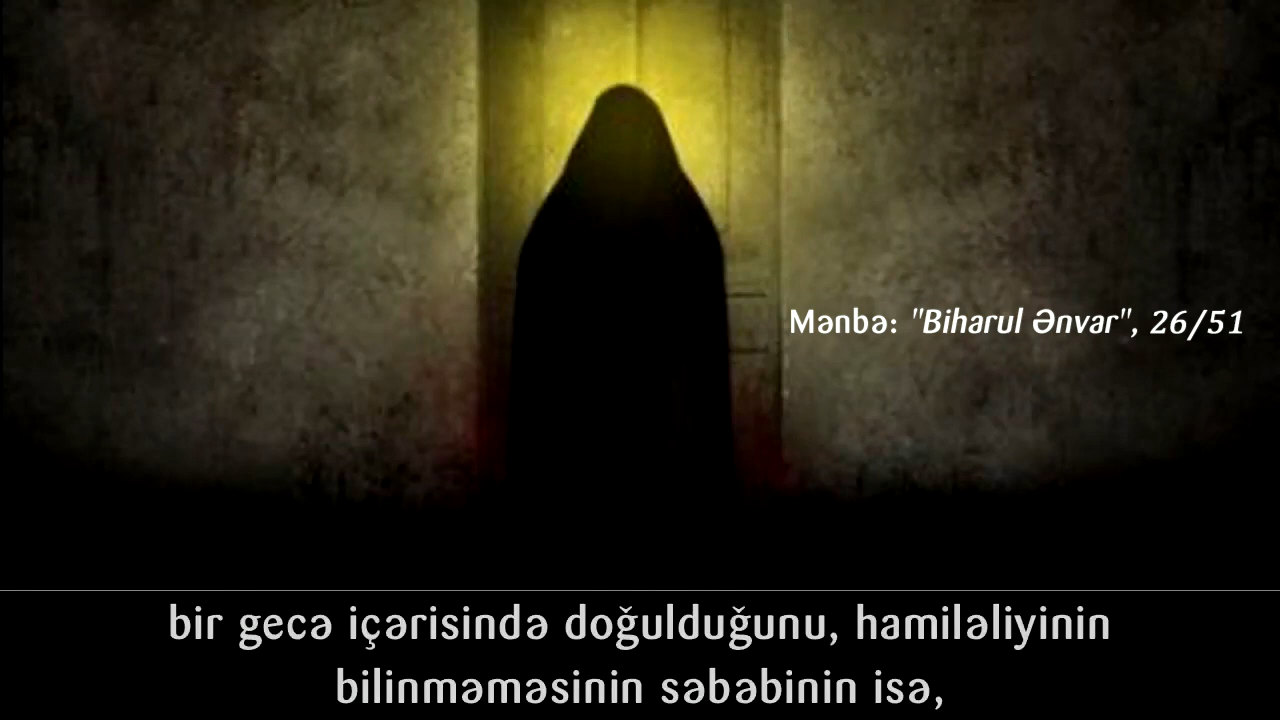 Mənbə: "Biharul Ənvar", 26/51
bir gecə içərisində doğulduğunu, hamiləliyinin
bilinməməsinin səbəbinin isə,